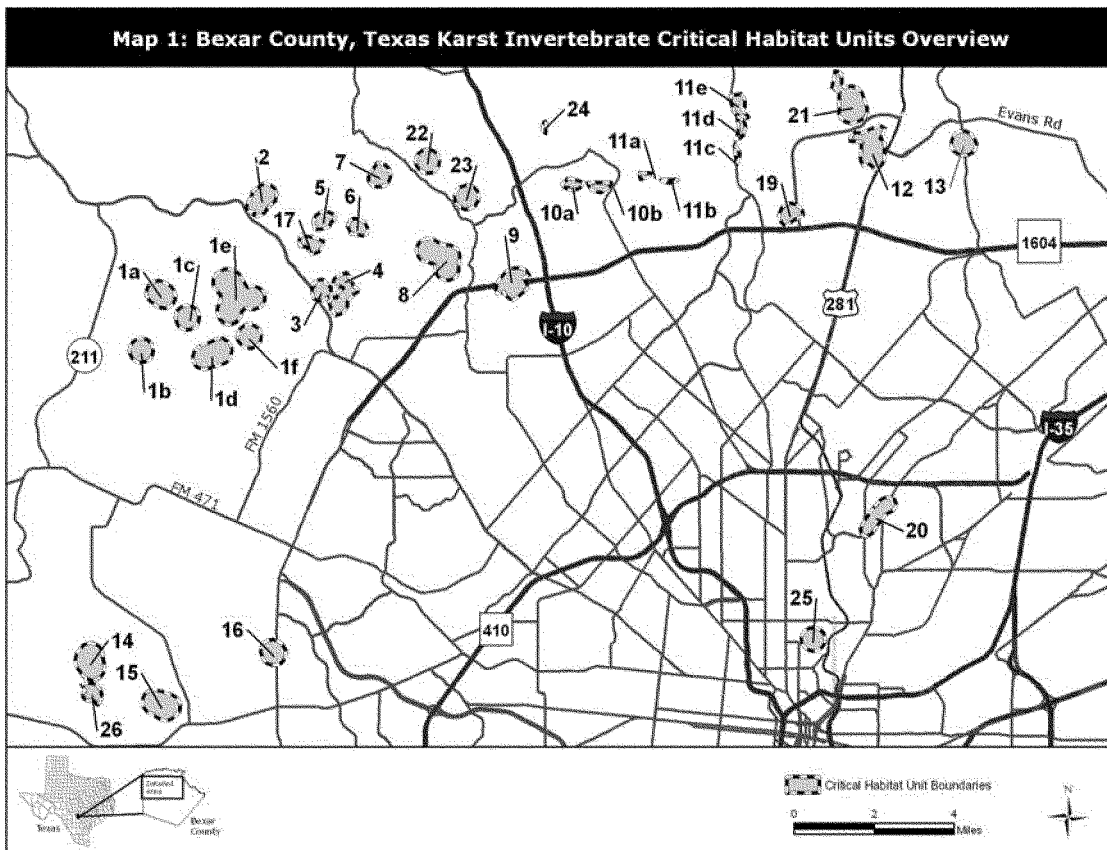 Map 1: Bexar County, Texas Karst Invertebrate Critical Habitat Units Overview
11e
24
21
Evans Rd
11d
22
11a
11c
7
2
23
5
12
13
6
19
10a
10b
11b
17
1e
9
1604
1a
1c
4
8
3
281
I-10
211
1f
1b
1d
FM 1560
I-35
FM 471
20
25
16
410
14
15
26
Critical Habitat Unit Boundaries
N
Detailed Area
0 2 4
Miles
Texas
Bexar County